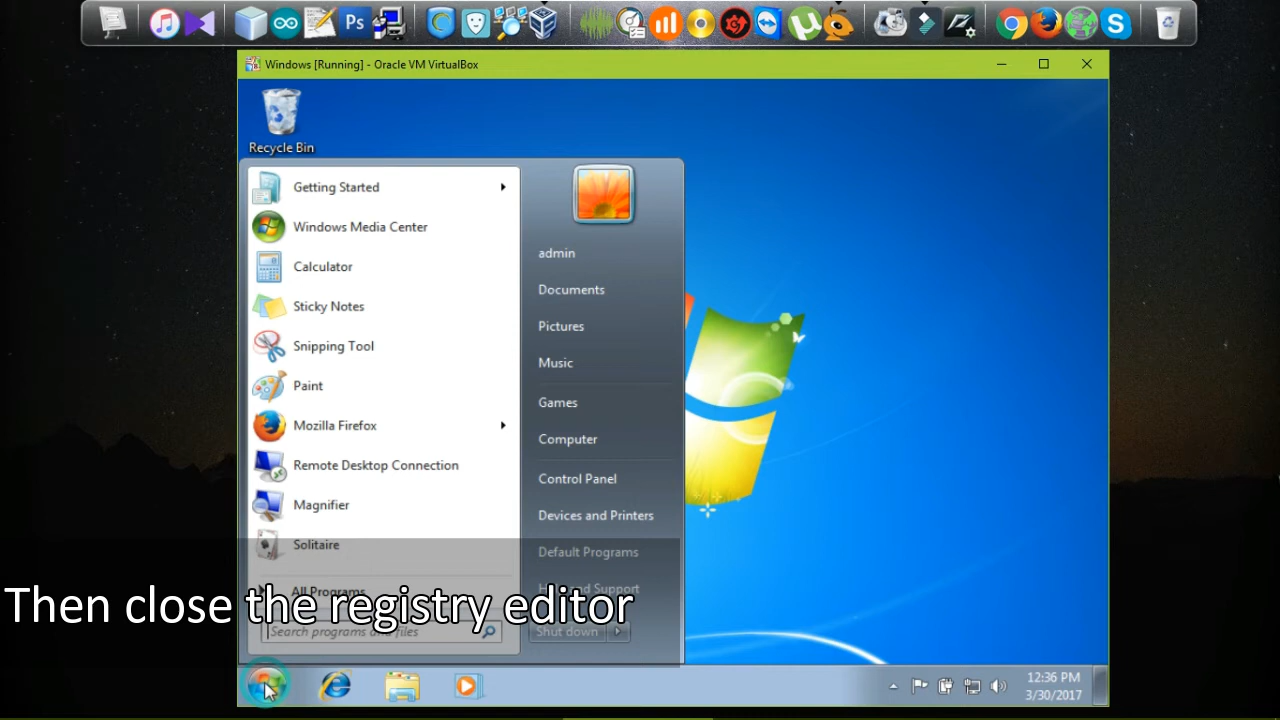 Ps
Windows [Running] - Oracle VM VirtualBox
Recycle Bin
Getting Started
Windows Media Center
Calculator
Sticky Notes
Snipping Tool
Paint
Mozilla Firefox
Remote Desktop Connection
Magnifier
Solitaire
All Programs
Search programs and files
admin
Documents
Pictures
Music
Games
Computer
Control Panel
Devices and Printers
Default Programs
Help and Support
Shut down
Then close the registry editor
12:36 PM
3/30/2017